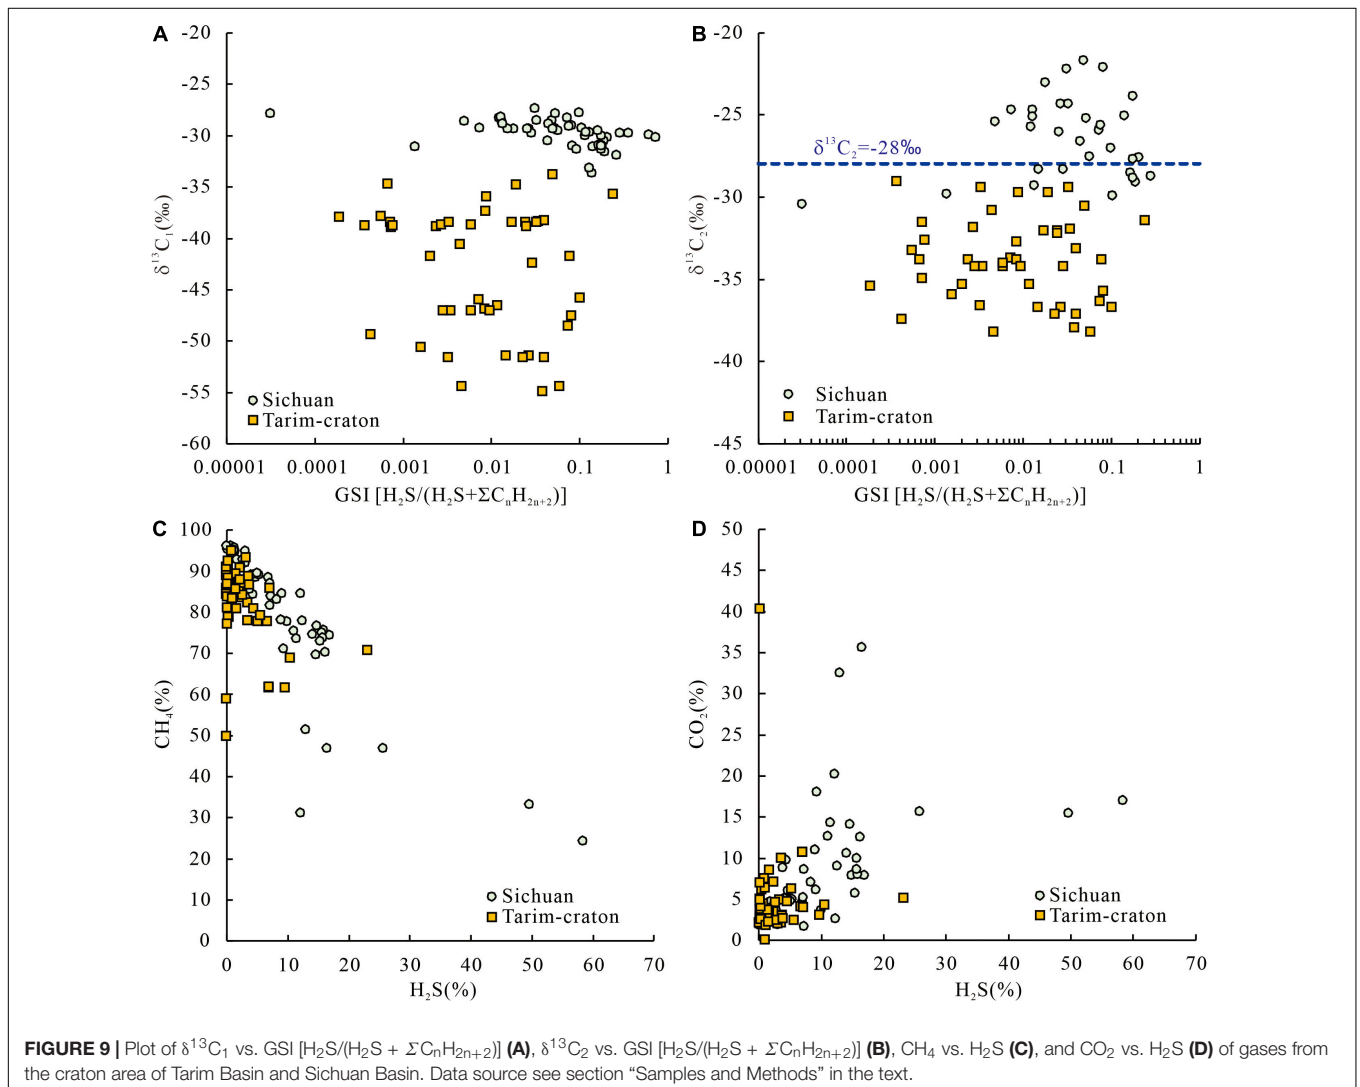 A
-20
-25
-30
-35
-40
-45
-50
-55
-60
δ¹³C₁(‰)
Sichuan
Tarim-craton
0.00001 0.0001 0.001 0.01 0.1 1
GSI [H₂S/(H₂S+ΣCₙH₂ₙ₊₂)]
B
-20
-25
-30
-35
-40
-45
δ¹³C₂(‰)
δ¹³C₂=-28‰
Sichuan
Tarim-craton
0.00001 0.0001 0.001 0.01 0.1 1
GSI [H₂S/(H₂S+ΣCₙH₂ₙ₊₂)]
C
100
90
80
70
60
50
40
30
20
10
0
CH₄(%)
Sichuan
Tarim-craton
0 10 20 30 40 50 60 70
H₂S(%)
D
50
45
40
35
30
25
20
15
10
5
0
CO₂(%)
Sichuan
Tarim-craton
0 10 20 30 40 50 60 70
H₂S(%)
FIGURE 9 | Plot of δ¹³C₁ vs. GSI [H₂S/(H₂S + ΣCₙH₂ₙ₊₂)] (A), δ¹³C₂ vs. GSI [H₂S/(H₂S + ΣCₙH₂ₙ₊₂)] (B), CH₄ vs. H₂S (C), and CO₂ vs. H₂S (D) of gases from
the craton area of Tarim Basin and Sichuan Basin. Data source see section “Samples and Methods” in the text.